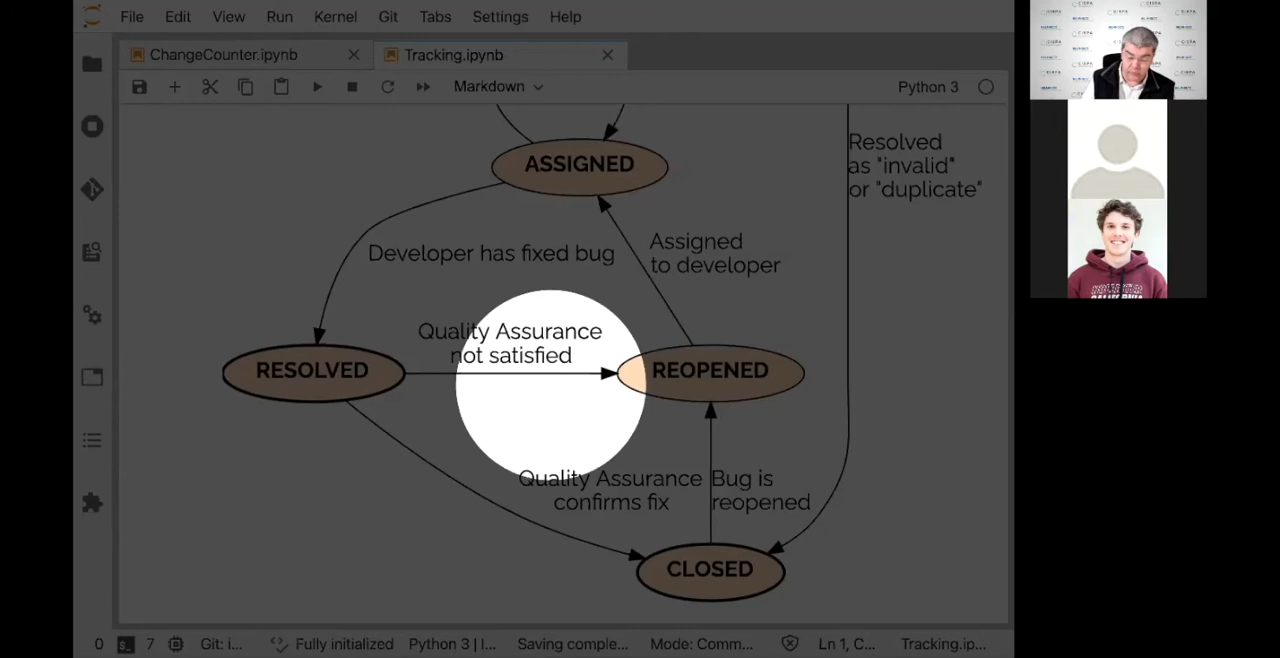 File Edit View Run Kernel Git Tabs Settings Help
ChangeCounter.ipynb
Tracking.ipynb
Markdown
Python 3
ASSIGNED
Resolved
as "invalid"
or "duplicate"
Developer has fixed bug
Assigned
to developer
Quality Assurance
not satisfied
RESOLVED
REOPENED
Quality Assurance
confirms fix
Bug is
reopened
CLOSED
0
7
Git: i...
Fully initialized
Python 3 | I...
Saving comple...
Mode: Comm...
Ln 1, C...
Tracking.ip...